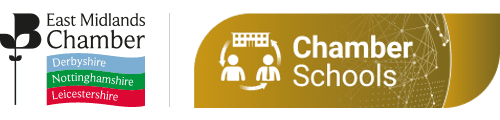 East Midlands
Chamber
Derbyshire
Nottinghamshire
Leicestershire
Chamber
Schools